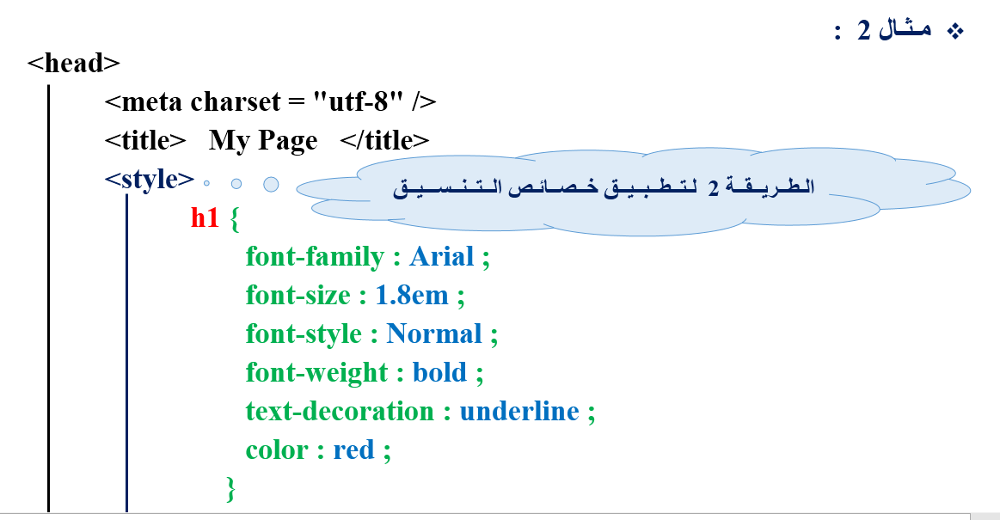 ❖ مثال 2 :
<head>
<meta charset = "utf-8" />
<title> My Page </title>
<style>
الطريقة 2 لتطبيق خصائص التنسيق
h1 {
font-family : Arial ;
font-size : 1.8em ;
font-style : Normal ;
font-weight : bold ;
text-decoration : underline ;
color : red ;
}